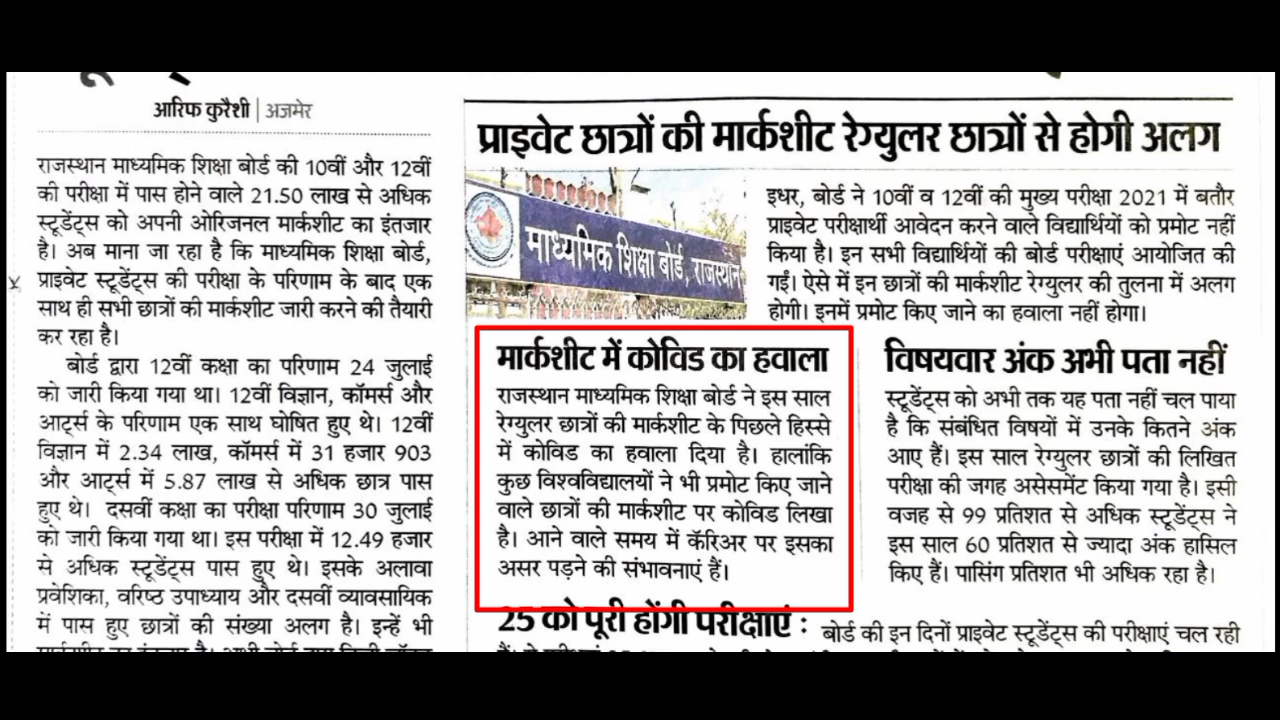 आरिफ कुरैशी | अजमेर
राजस्थान माध्यमिक शिक्षा बोर्ड की 10वीं और 12वीं
की परीक्षा में पास होने वाले 21.50 लाख से अधिक
स्टूडेंट्स को अपनी ओरिजनल मार्कशीट का इंतजार
है। अब माना जा रहा है कि माध्यमिक शिक्षा बोर्ड,
प्राइवेट स्टूडेंट्स की परीक्षा के परिणाम के बाद एक
साथ ही सभी छात्रों की मार्कशीट जारी करने की तैयारी
कर रहा है।
बोर्ड द्वारा 12वीं कक्षा का परिणाम 24 जुलाई
को जारी किया गया था। 12वीं विज्ञान, कॉमर्स और
आर्ट्स के परिणाम एक साथ घोषित हुए थे। 12वीं
विज्ञान में 2.34 लाख, कॉमर्स में 31 हजार 903
और आर्ट्स में 5.87 लाख से अधिक छात्र पास
हुए थे। दसवीं कक्षा का परीक्षा परिणाम 30 जुलाई
को जारी किया गया था। इस परीक्षा में 12.49 हजार
से अधिक स्टूडेंट्स पास हुए थे। इसके अलावा
प्रवेशिका, वरिष्ठ उपाध्याय और दसवीं व्यावसायिक
में पास हुए छात्रों की संख्या अलग है। इन्हें भी
प्राइवेट छात्रों की मार्कशीट रेग्युलर छात्रों से होगी अलग
माध्यमिक शिक्षा बोर्ड, राजस्थान
इधर, बोर्ड ने 10वीं व 12वीं की मुख्य परीक्षा 2021 में बतौर
प्राइवेट परीक्षार्थी आवेदन करने वाले विद्यार्थियों को प्रमोट नहीं
किया है। इन सभी विद्यार्थियों की बोर्ड परीक्षाएं आयोजित की
गईं। ऐसे में इन छात्रों की मार्कशीट रेग्युलर की तुलना में अलग
होगी। इनमें प्रमोट किए जाने का हवाला नहीं होगा।
मार्कशीट में कोविड का हवाला
राजस्थान माध्यमिक शिक्षा बोर्ड ने इस साल
रेग्युलर छात्रों की मार्कशीट के पिछले हिस्से
में कोविड का हवाला दिया है। हालांकि
कुछ विश्वविद्यालयों ने भी प्रमोट किए जाने
वाले छात्रों की मार्कशीट पर कोविड लिखा
है। आने वाले समय में कॅरिअर पर इसका
असर पड़ने की संभावनाएं हैं।
विषयवार अंक अभी पता नहीं
स्टूडेंट्स को अभी तक यह पता नहीं चल पाया
है कि संबंधित विषयों में उनके कितने अंक
आए हैं। इस साल रेग्युलर छात्रों की लिखित
परीक्षा की जगह असेसमेंट किया गया है। इसी
वजह से 99 प्रतिशत से अधिक स्टूडेंट्स ने
इस साल 60 प्रतिशत से ज्यादा अंक हासिल
किए हैं। पासिंग प्रतिशत भी अधिक रहा है।
25 को पूरी होंगी परीक्षाएं : बोर्ड की इन दिनों प्राइवेट स्टूडेंट्स की परीक्षाएं चल रही